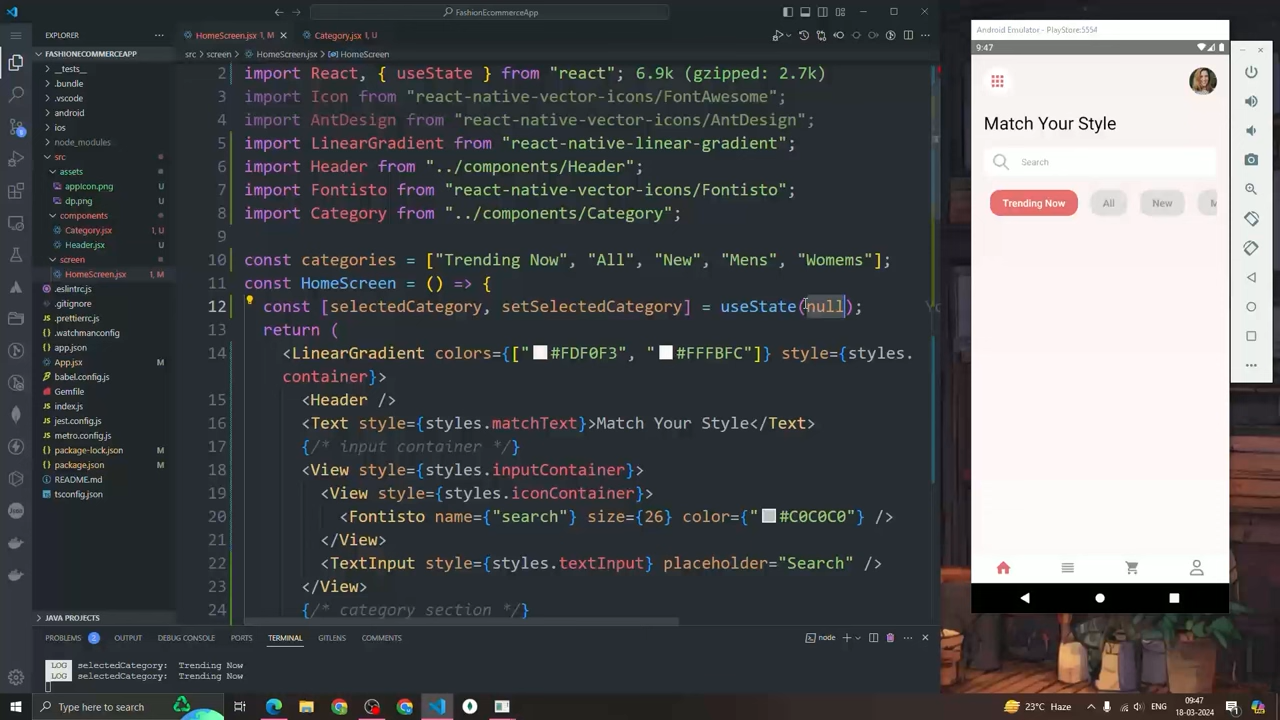 FashionEcommerceApp
EXPLORER
HomeScreen.jsx 1, M
Category.jsx 1, U
FASHIONECOMMERCEAPP
src > screen > HomeScreen.jsx > HomeScreen
__tests__
.bundle
.vscode
android
ios
node_modules
src
assets
appIcon.png U
dp.png U
components
Category.jsx 1, U
Header.jsx U
screen
HomeScreen.jsx 1, M
.eslintrc.js
.gitignore
.prettierrc.js
.watchmanconfig
app.json
App.jsx M
babel.config.js
Gemfile
index.js
jest.config.js
metro.config.js
package-lock.json M
package.json M
README.md
tsconfig.json
JAVA PROJECTS
2 import React, { useState } from "react"; 6.9k (gzipped: 2.7k)
3 import Icon from "react-native-vector-icons/FontAwesome";
4 import AntDesign from "react-native-vector-icons/AntDesign";
5 import LinearGradient from "react-native-linear-gradient";
6 import Header from "../components/Header";
7 import Fontisto from "react-native-vector-icons/Fontisto";
8 import Category from "../components/Category";
9
10 const categories = ["Trending Now", "All", "New", "Mens", "Womems"];
11 const HomeScreen = () => {
12 const [selectedCategory, setSelectedCategory] = useState(null);
13 return (
14 <LinearGradient colors={["#FDF0F3", "#FFFBFC"]} style={styles.
container}>
15 <Header />
16 <Text style={styles.matchText}>Match Your Style</Text>
17 {/* input container */}
18 <View style={styles.inputContainer}>
19 <View style={styles.iconContainer}>
20 <Fontisto name={"search"} size={26} color={"#C0C0C0"} />
21 </View>
22 <TextInput style={styles.textInput} placeholder="Search" />
23 </View>
24 {/* category section */}
PROBLEMS 2 OUTPUT DEBUG CONSOLE PORTS TERMINAL GITLENS COMMENTS
node
LOG selectedCategory: Trending Now
LOG selectedCategory: Trending Now
Android Emulator - PlayStore:5554
9:47
Match Your Style
Search
Trending Now All New M
Type here to search
23°C Haze
09:47
18-03-2024